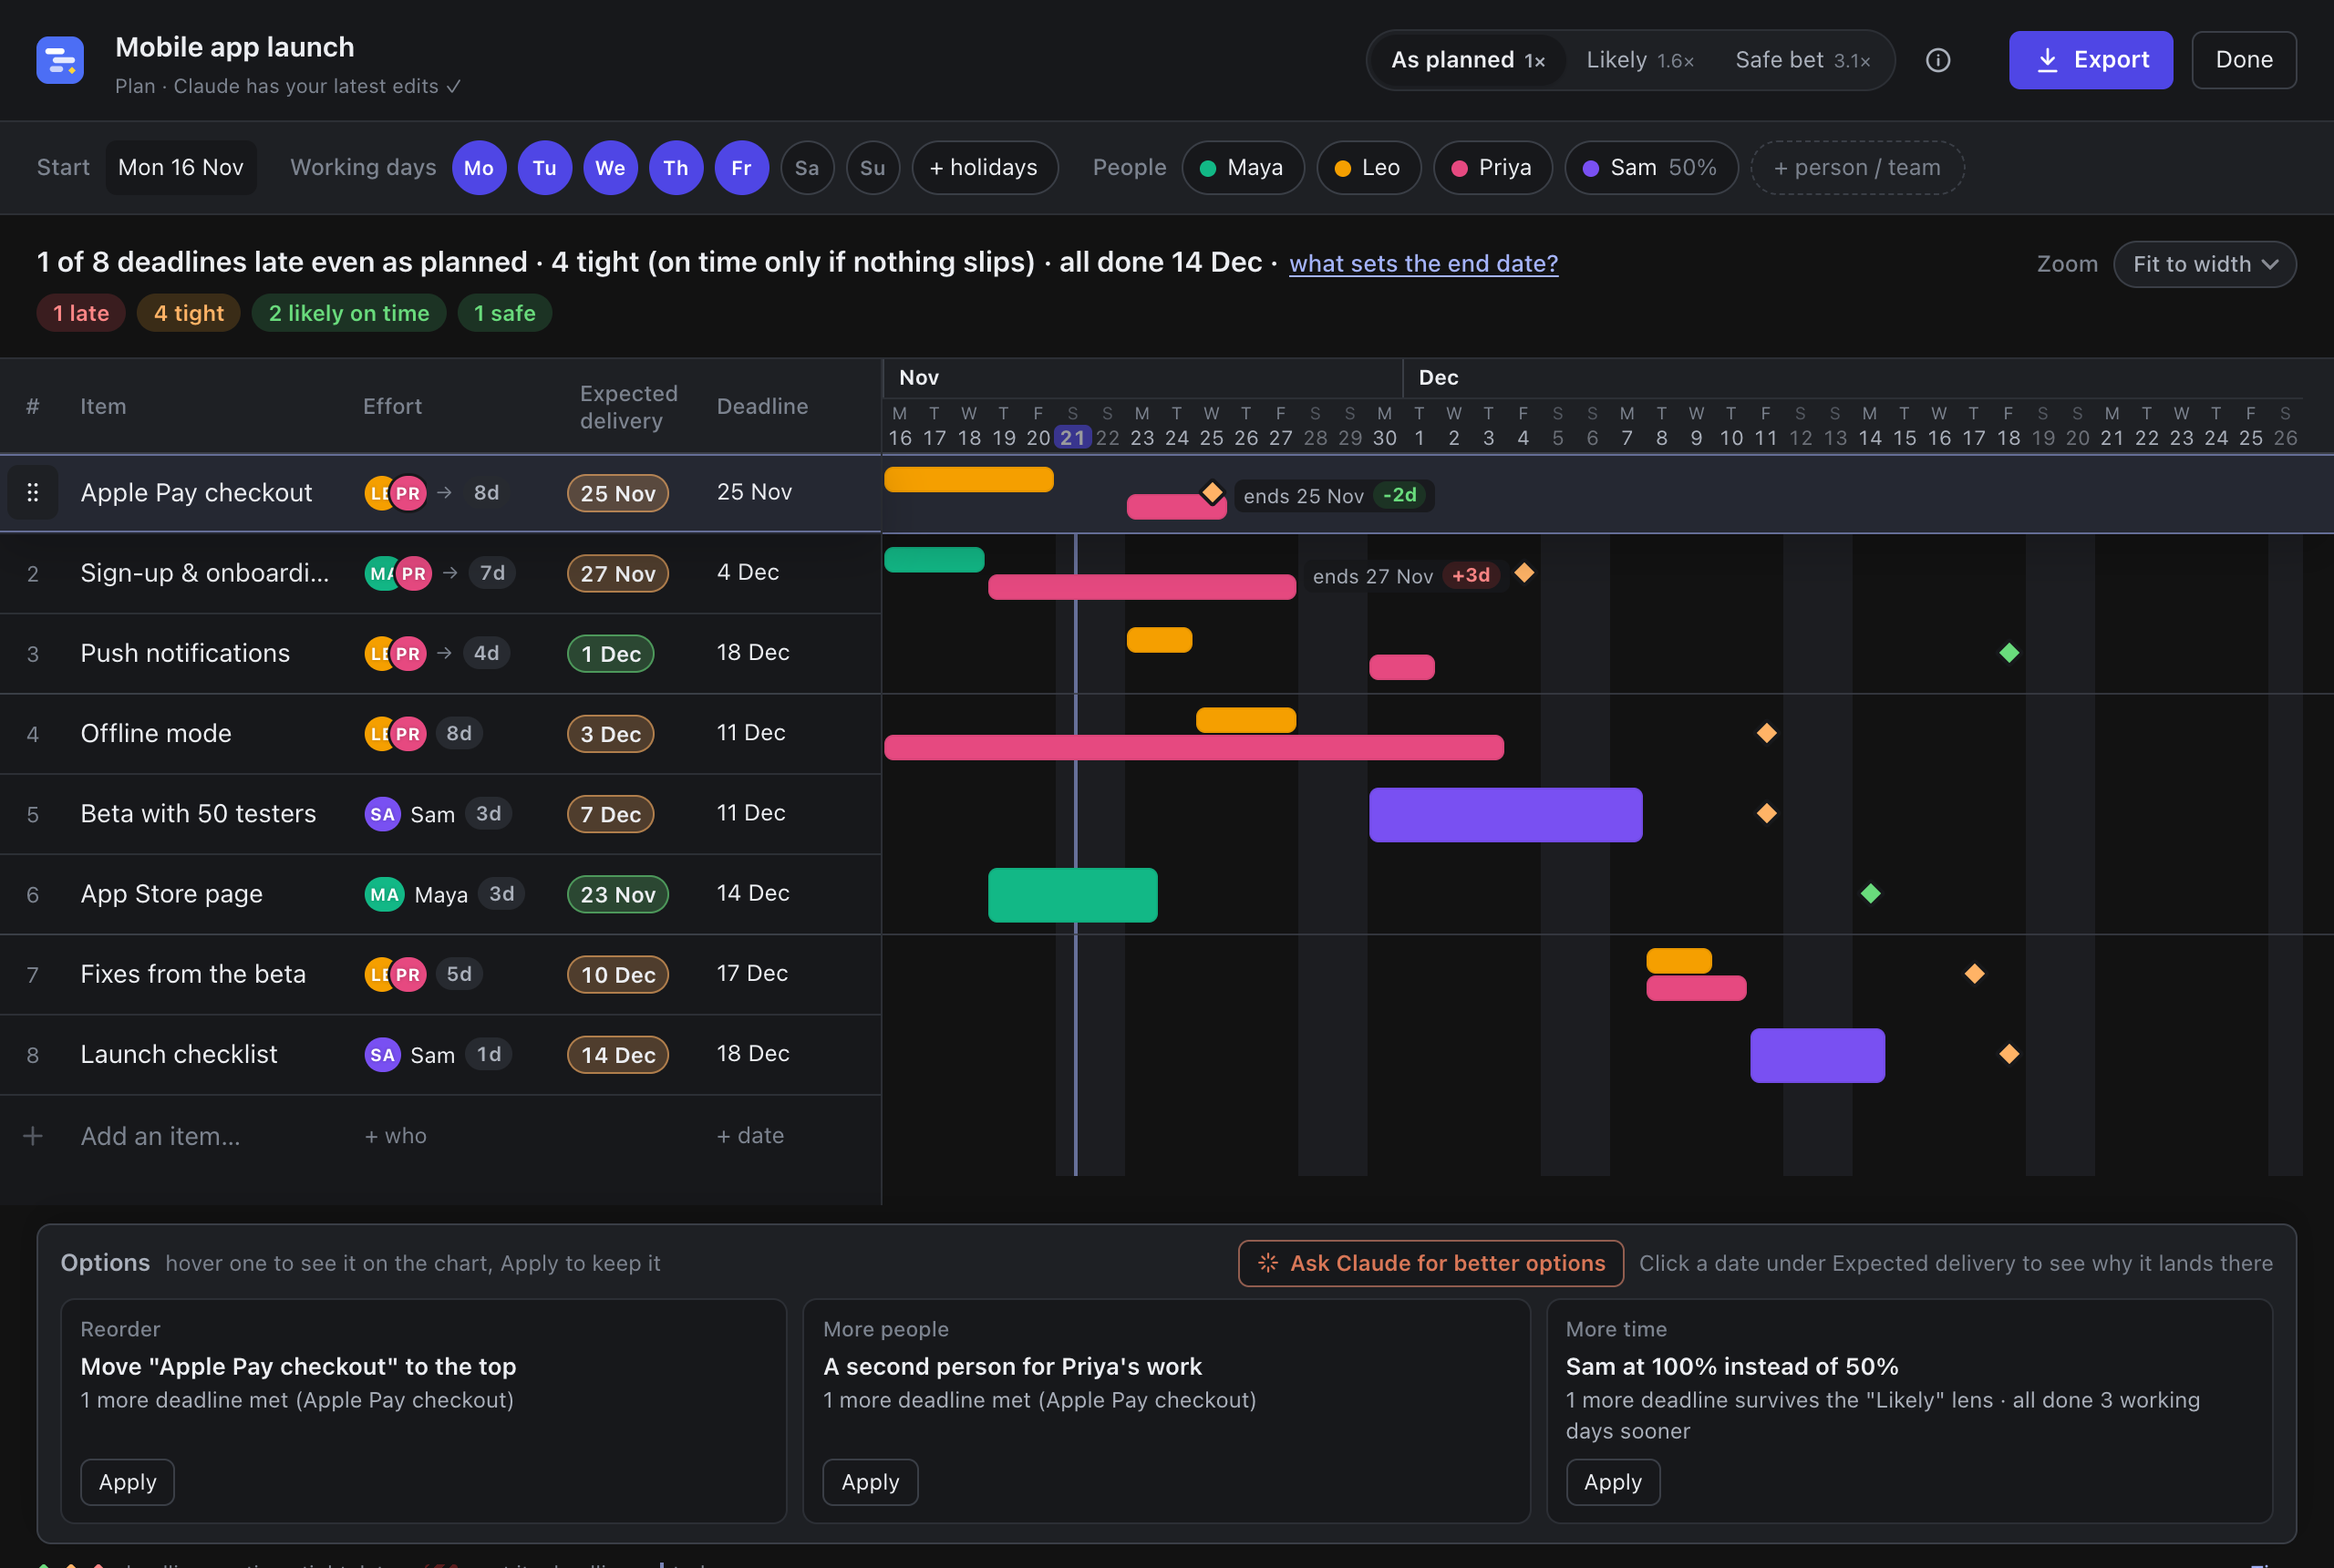 Mobile app launch
Plan · Claude has your latest edits ✓
As planned 1× Likely 1.6× Safe bet 3.1×
Export
Done
Start Mon 16 Nov Working days Mo Tu We Th Fr Sa Su + holidays People Maya Leo Priya Sam 50% + person / team
1 of 8 deadlines late even as planned · 4 tight (on time only if nothing slips) · all done 14 Dec · what sets the end date?
Zoom Fit to width
1 late 4 tight 2 likely on time 1 safe
# Item Effort Expected delivery Deadline
Nov Dec
M T W T F S S M T W T F S S M T W T F S S M T W T F S S M T W T F S S M T W T F S
16 17 18 19 20 21 22 23 24 25 26 27 28 29 30 1 2 3 4 5 6 7 8 9 10 11 12 13 14 15 16 17 18 19 20 21 22 23 24 25 26
Apple Pay checkout LE PR → 8d 25 Nov 25 Nov ends 25 Nov -2d
2 Sign-up & onboardi... MA PR → 7d 27 Nov 4 Dec ends 27 Nov +3d
3 Push notifications LE PR → 4d 1 Dec 18 Dec
4 Offline mode LE PR 8d 3 Dec 11 Dec
5 Beta with 50 testers SA Sam 3d 7 Dec 11 Dec
6 App Store page MA Maya 3d 23 Nov 14 Dec
7 Fixes from the beta LE PR 5d 10 Dec 17 Dec
8 Launch checklist SA Sam 1d 14 Dec 18 Dec
+ Add an item... + who + date
Options hover one to see it on the chart, Apply to keep it
Ask Claude for better options Click a date under Expected delivery to see why it lands there
Reorder
Move "Apple Pay checkout" to the top
1 more deadline met (Apple Pay checkout)
Apply
More people
A second person for Priya's work
1 more deadline met (Apple Pay checkout)
Apply
More time
Sam at 100% instead of 50%
1 more deadline survives the "Likely" lens · all done 3 working
days sooner
Apply